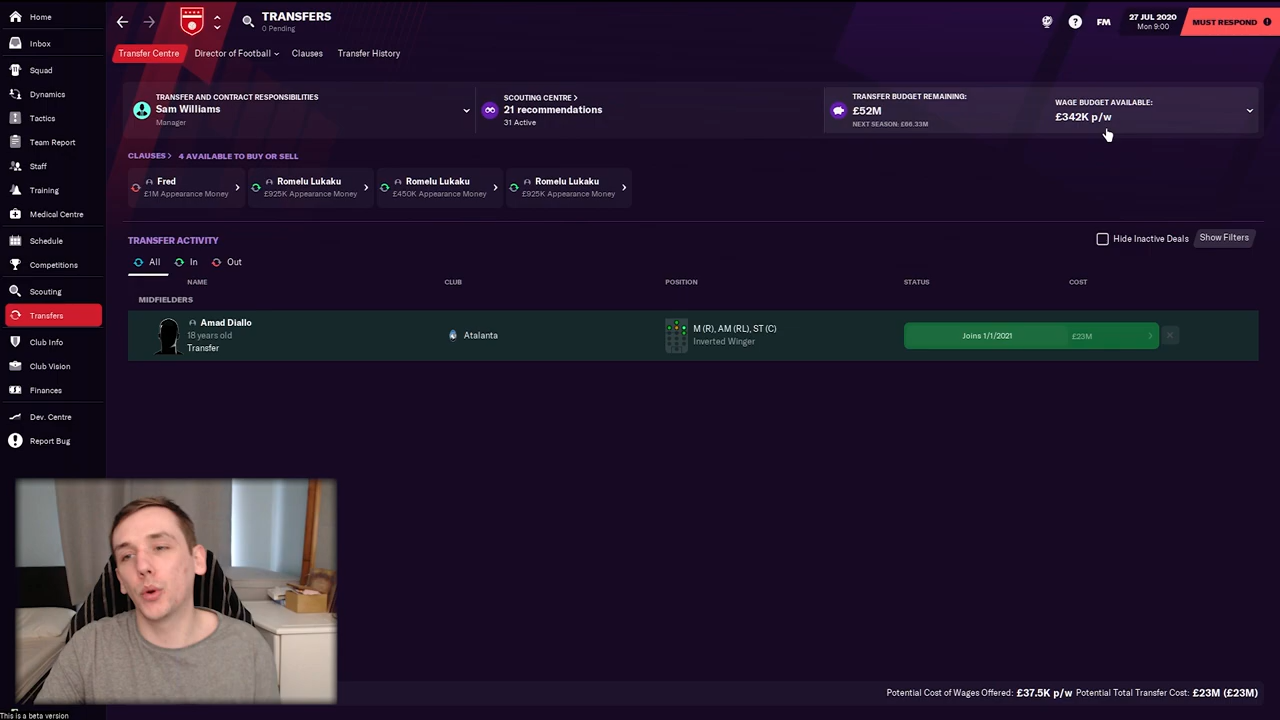 Home
Inbox
Squad
Dynamics
Tactics
Team Report
Staff
Training
Medical Centre
Schedule
Competitions
Scouting
Transfers
Club Info
Club Vision
Finances
Dev. Centre
Report Bug
TRANSFERS
0 Pending
FM
27 JUL 2020
Mon 9:00
MUST RESPOND
Transfer Centre
Director of Football
Clauses
Transfer History
TRANSFER AND CONTRACT RESPONSIBILITIES
Sam Williams
Manager
SCOUTING CENTRE >
21 recommendations
31 Active
TRANSFER BUDGET REMAINING:
£52M
NEXT SEASON: £66.33M
WAGE BUDGET AVAILABLE:
£342K p/w
CLAUSES > 4 AVAILABLE TO BUY OR SELL
Fred
£1M Appearance Money
Romelu Lukaku
£925K Appearance Money
Romelu Lukaku
£450K Appearance Money
Romelu Lukaku
£925K Appearance Money
TRANSFER ACTIVITY
Hide Inactive Deals
Show Filters
All
In
Out
NAME CLUB POSITION STATUS COST
MIDFIELDERS
Amad Diallo
18 years old
Transfer
Atalanta
M (R), AM (RL), ST (C)
Inverted Winger
Joins 1/1/2021
£23M
Potential Cost of Wages Offered: £37.5K p/w Potential Total Transfer Cost: £23M (£23M)
This is a beta version